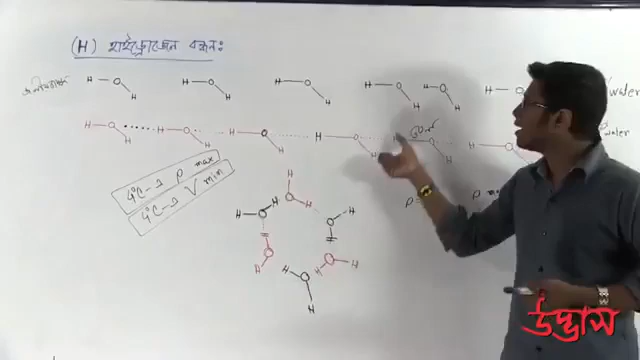 (H) হাইড্রোজেন বন্ধন:
H O H H O H H O H H O H H O H H O water
H O H H O H H O H H O H O H H O water
4°C-এ ρ max
4°C-এ V min
H O H
H O H O H
O H O H
H O H
ρ =
ρ
উদ্ভাস